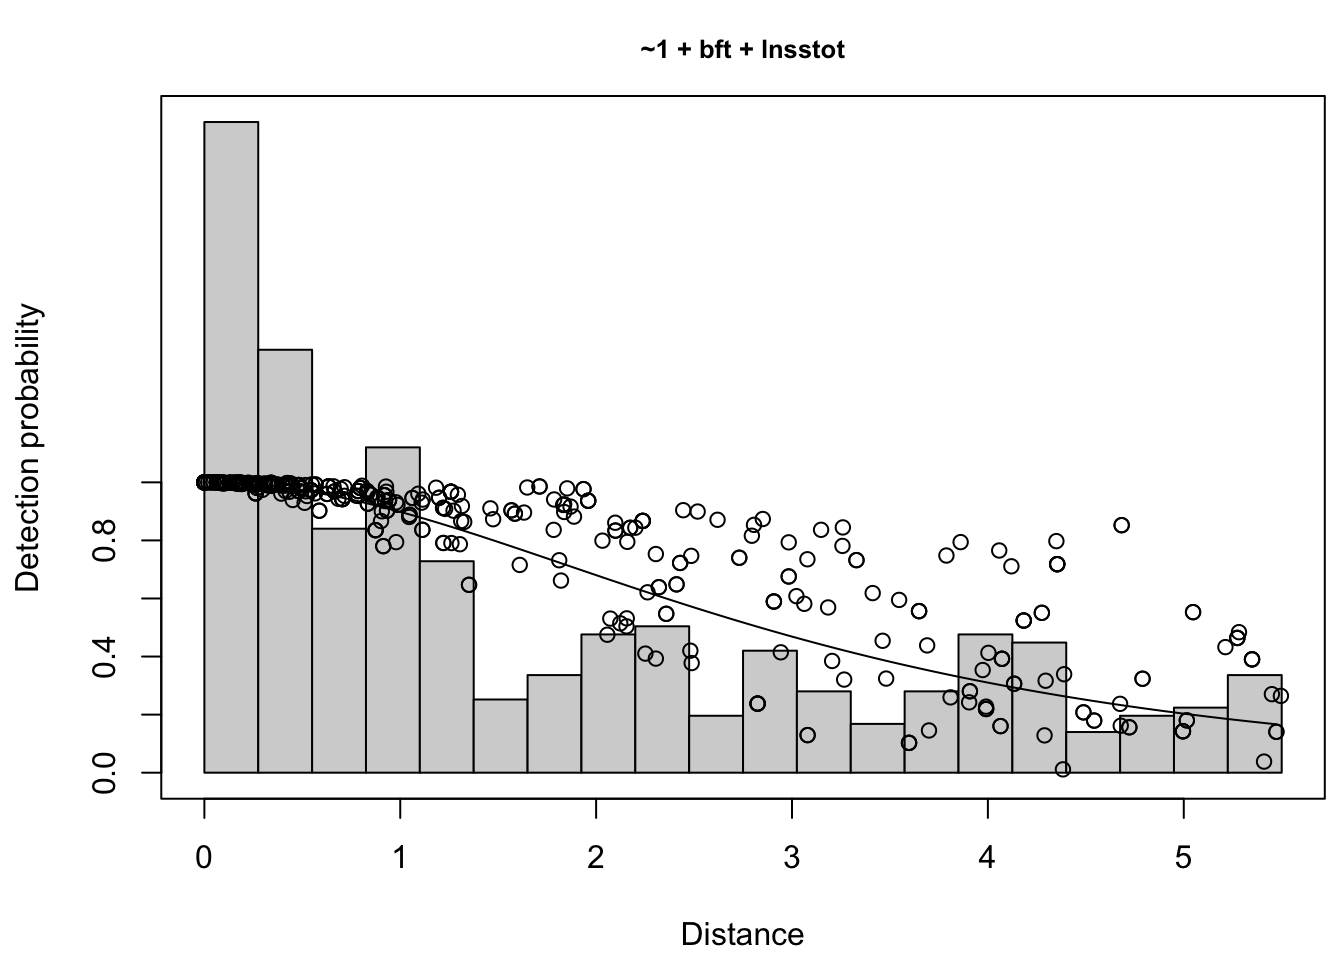 ~1 + bft + lnsstot
Detection probability
0.8
0.4
0.0
0 1 2 3 4 5
Distance